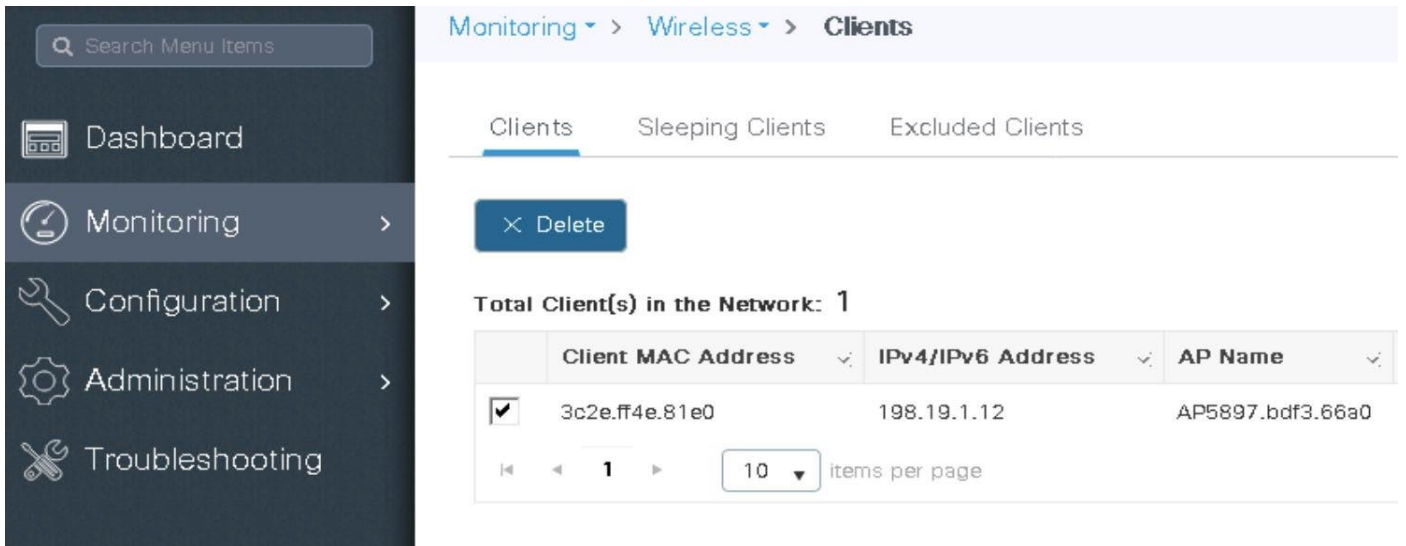 Search Menu Items
Dashboard
Monitoring
Configuration
Administration
Troubleshooting
Monitoring > Wireless > Clients
Clients Sleeping Clients Excluded Clients
× Delete
Total Client(s) in the Network: 1
Client MAC Address IPv4/IPv6 Address AP Name
3c2e.ff4e.81e0 198.19.1.12 AP5897.bdf3.66a0
1 10 items per page